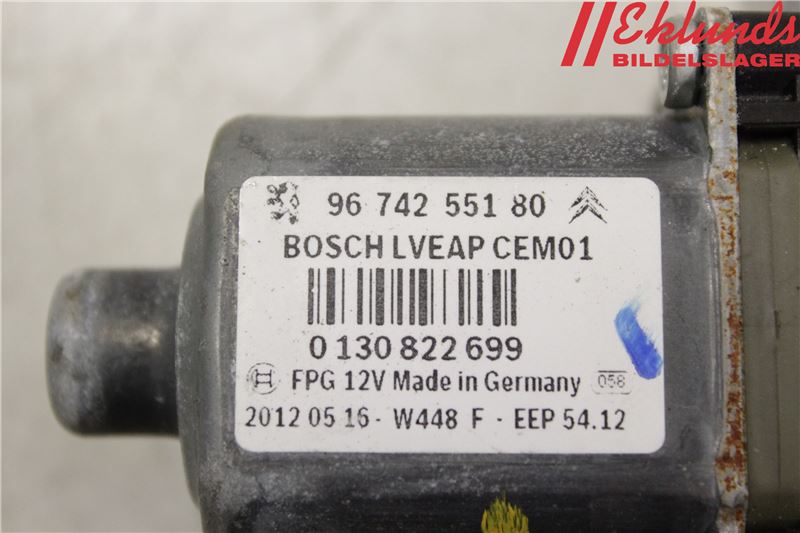 Eklunds
BILDELSLAGER
96 742 551 80
BOSCH LVEAP CEM01
0 130 822 699
FPG 12V Made in Germany 058
2012 05 16 - W448 F - EEP 54.12